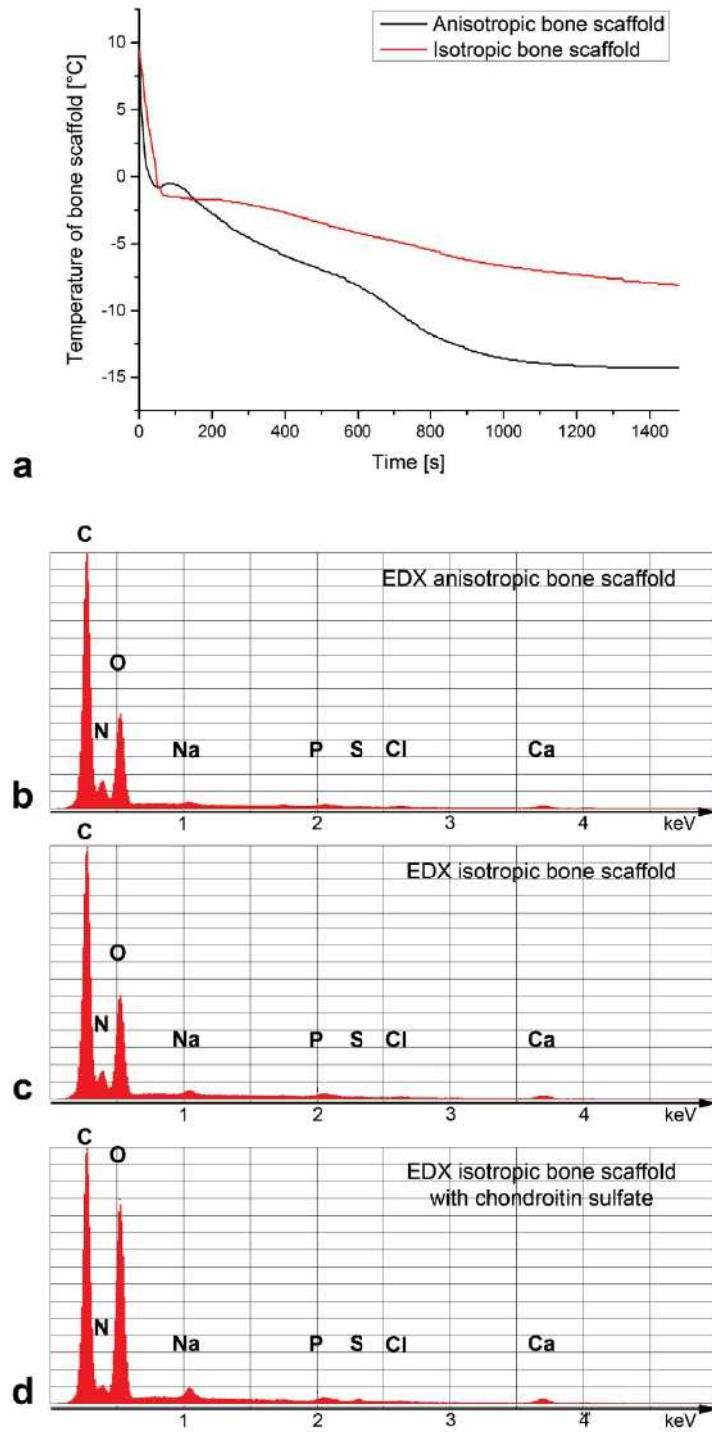 Anisotropic bone scaffold
Isotropic bone scaffold
Temperature of bone scaffold [°C]
10
5
0
-5
-10
-15
0 200 400 600 800 1000 1200 1400
Time [s]
a
C
EDX anisotropic bone scaffold
O
N
Na P S Cl Ca
b
1 2 3 4 keV
C
EDX isotropic bone scaffold
O
N Na P S Cl Ca
c
1 2 3 4 keV
C O
EDX isotropic bone scaffold
with chondroitin sulfate
N Na P S Cl Ca
d
1 2 3 4 keV